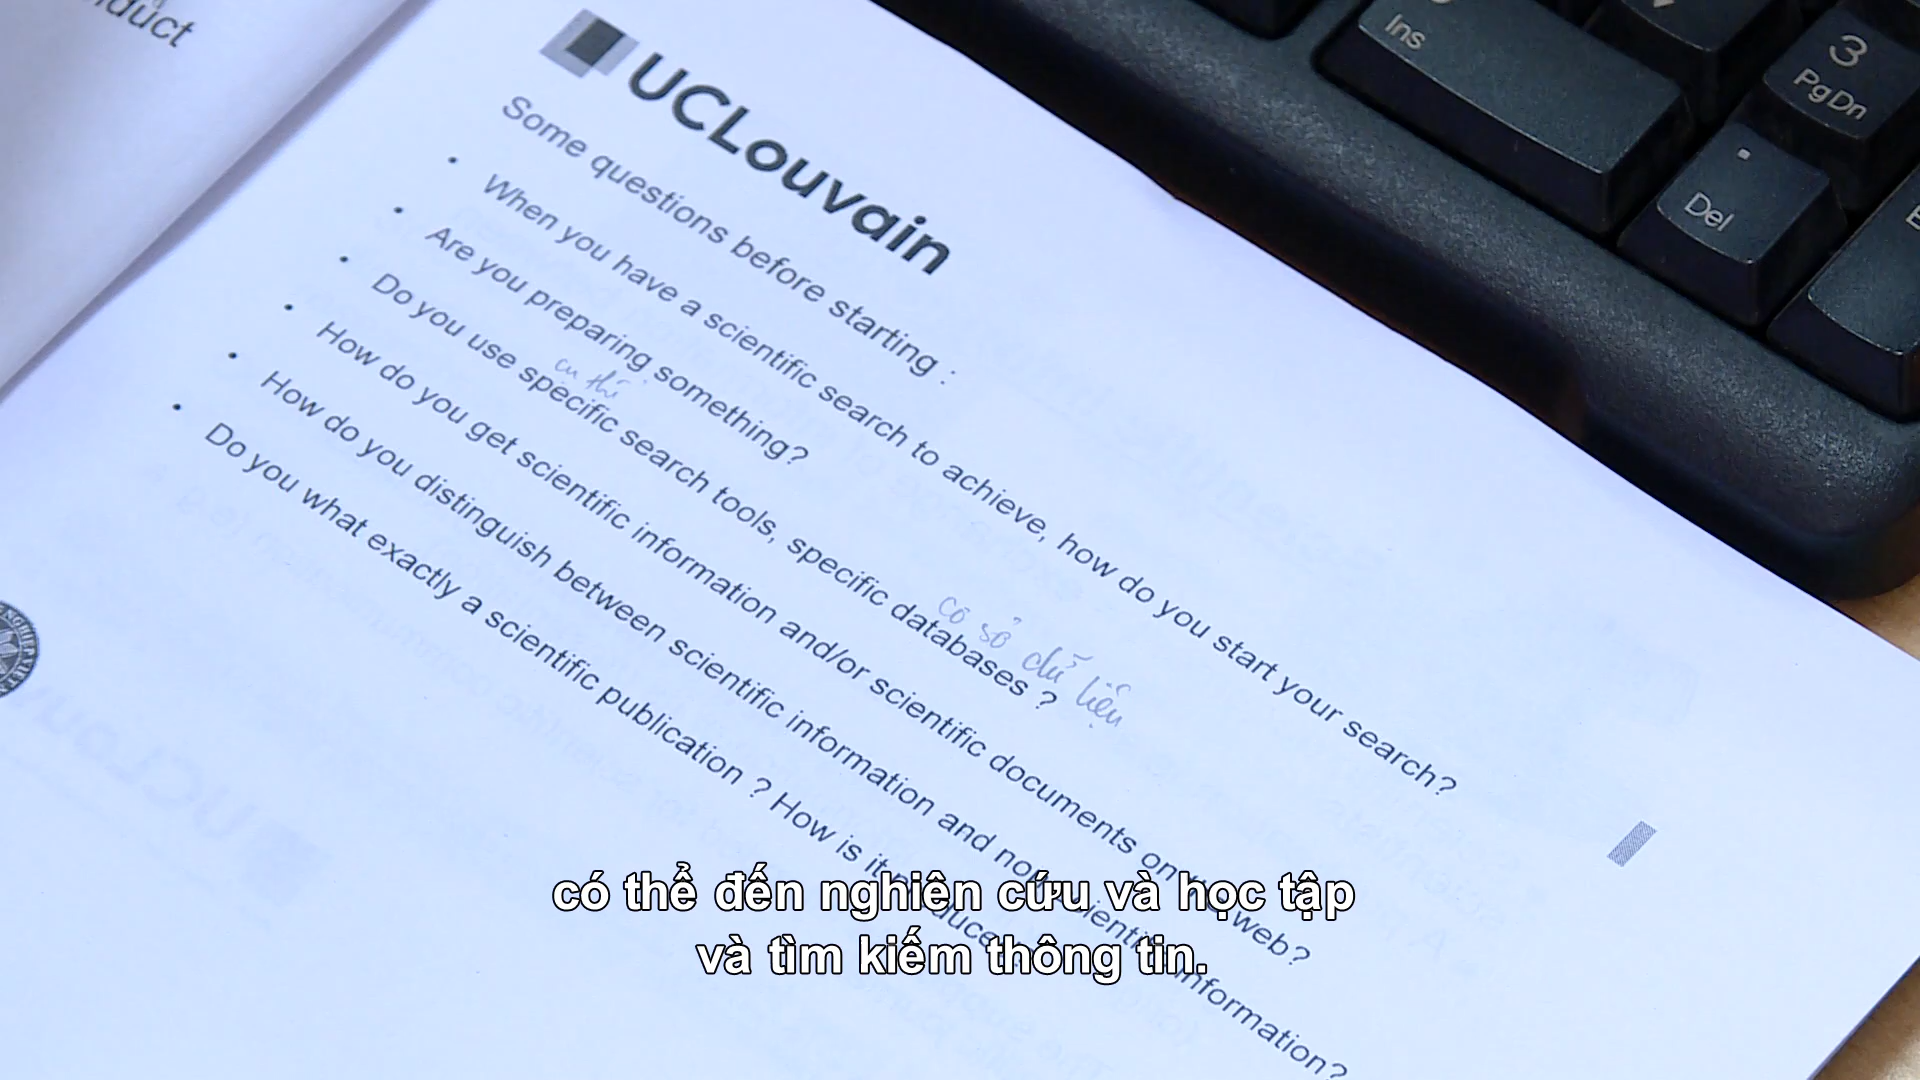 UCLouvain
Some questions before starting :
• When you have a scientific search to achieve, how do you start your search?
• Are you preparing something?
• Do you use specific search tools, specific databases ?
cụ thể
cơ sở dữ liệu
• How do you get scientific information and/or scientific documents on the web?
• How do you distinguish between scientific information and non scientific information?
• Do you what exactly a scientific publication ? How is it produced
có thể đến nghiên cứu và học tập
và tìm kiếm thông tin.
Ins
3
PgDn
.
Del